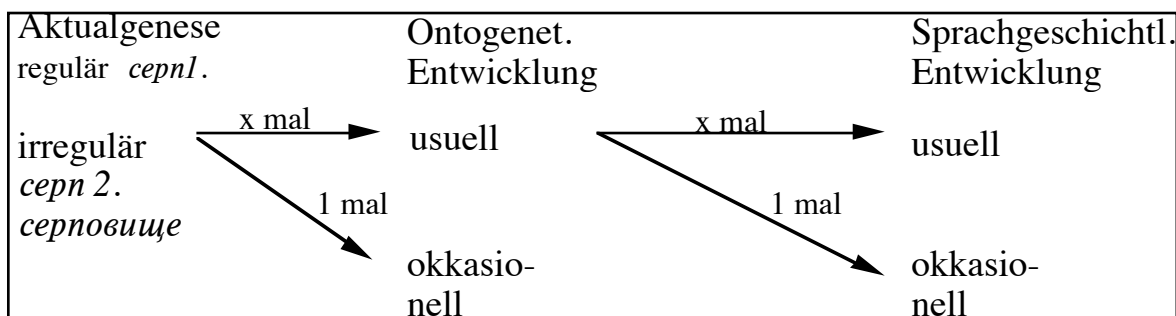 Aktualgenese
regulär серп1.
irregulär
серп 2.
серповище
x mal
1 mal
Ontogenet.
Entwicklung
usuell
okkasio-
nell
x mal
1 mal
Sprachgeschichtl.
Entwicklung
usuell
okkasio-
nell